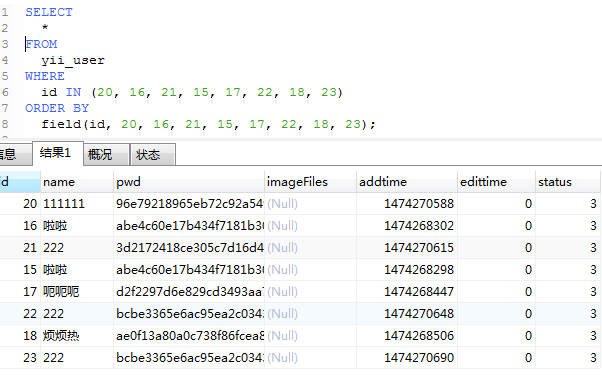 1 SELECT
2 *
3 FROM
4 yii_user
5 WHERE
6 id IN (20, 16, 21, 15, 17, 22, 18, 23)
7 ORDER BY
8 field(id, 20, 16, 21, 15, 17, 22, 18, 23);
信息 结果1 概况 状态
id name pwd imageFiles addtime edittime status
20 111111 96e79218965eb72c92a54 (Null) 1474270588 0 3
16 啦啦 abe4c60e17b434f7181b3 (Null) 1474268302 0 3
21 222 3d2172418ce305c7d16d4 (Null) 1474270615 0 3
15 啦啦 abe4c60e17b434f7181b3 (Null) 1474268298 0 3
17 呃呃呃 d2f2297d6e829cd3493aa7 (Null) 1474268447 0 3
22 222 bcbe3365e6ac95ea2c034 (Null) 1474270648 0 3
18 烦烦热 ae0f13a80a0c738f86fcea8 (Null) 1474268506 0 3
23 222 bcbe3365e6ac95ea2c034 (Null) 1474270690 0 3